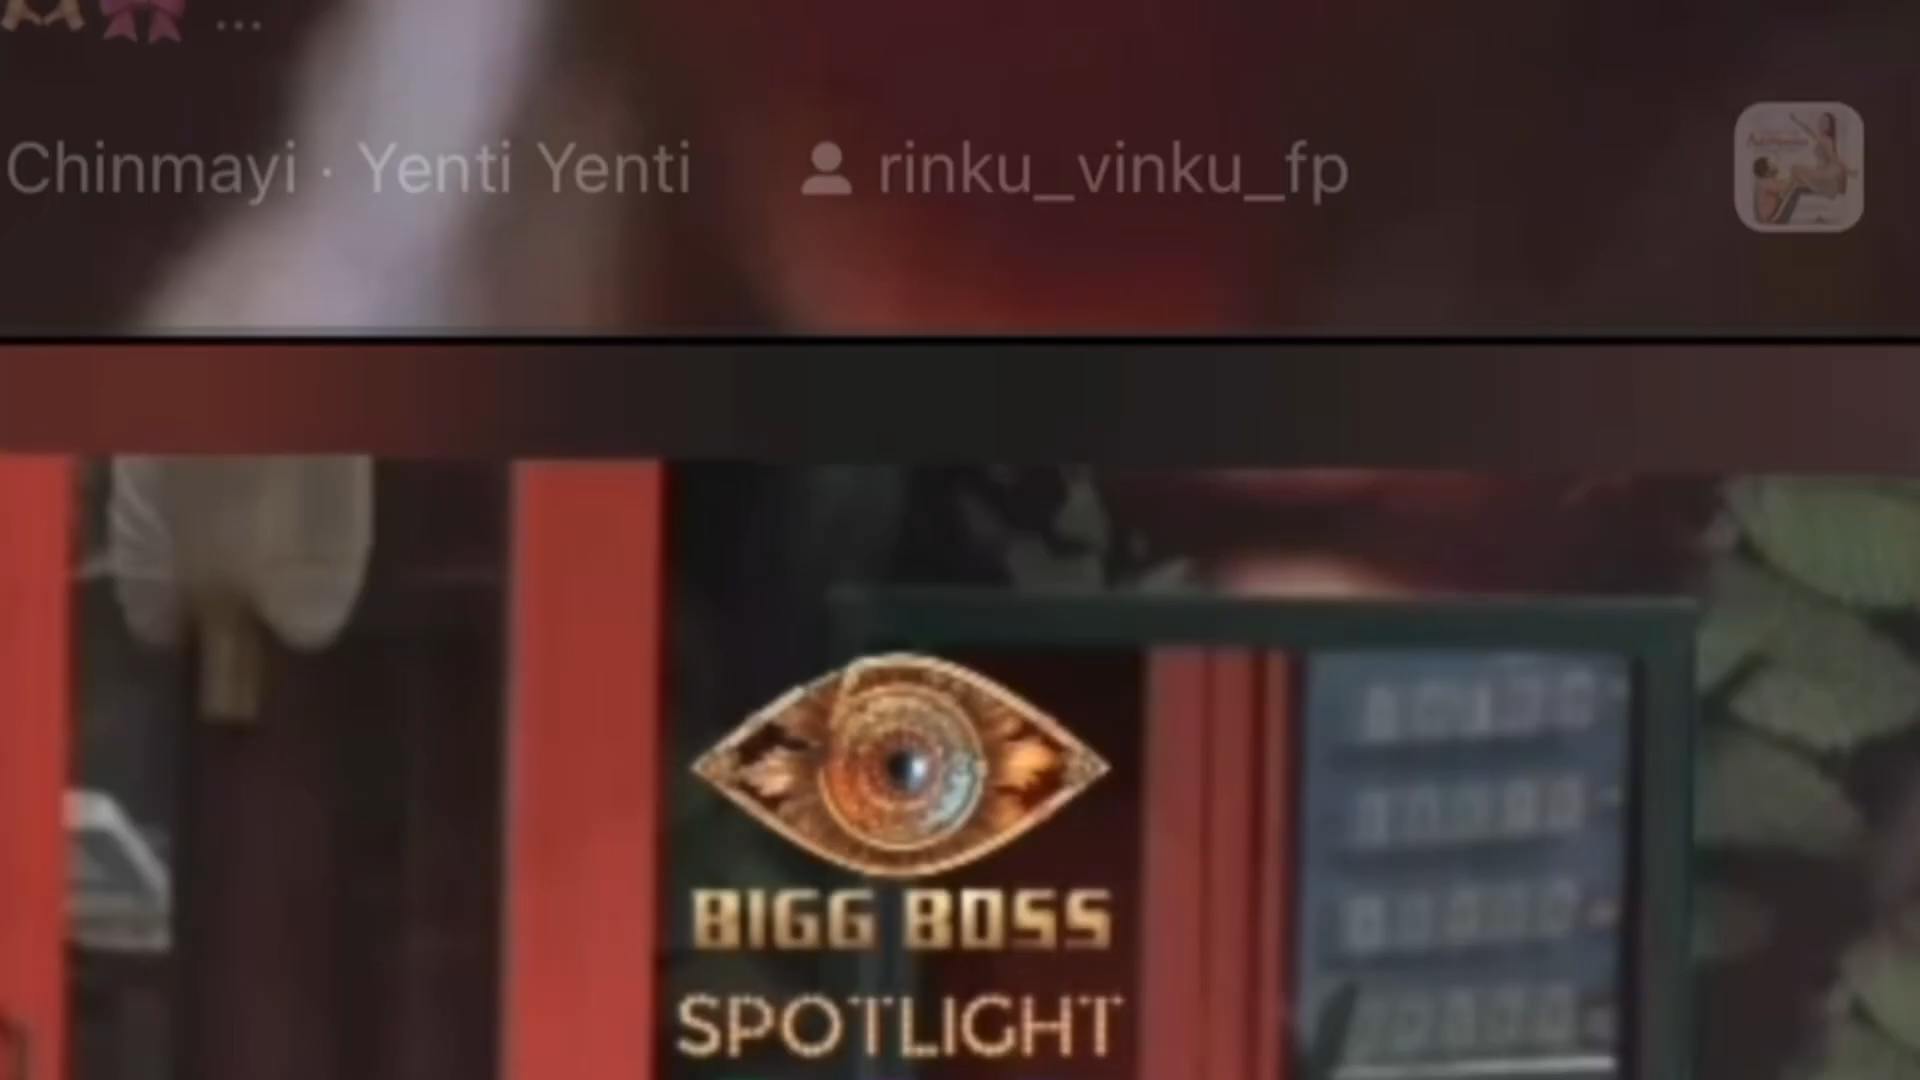 ...
Chinmayi · Yenti Yenti
rinku_vinku_fp
BIGG BOSS
SPOTLIGHT